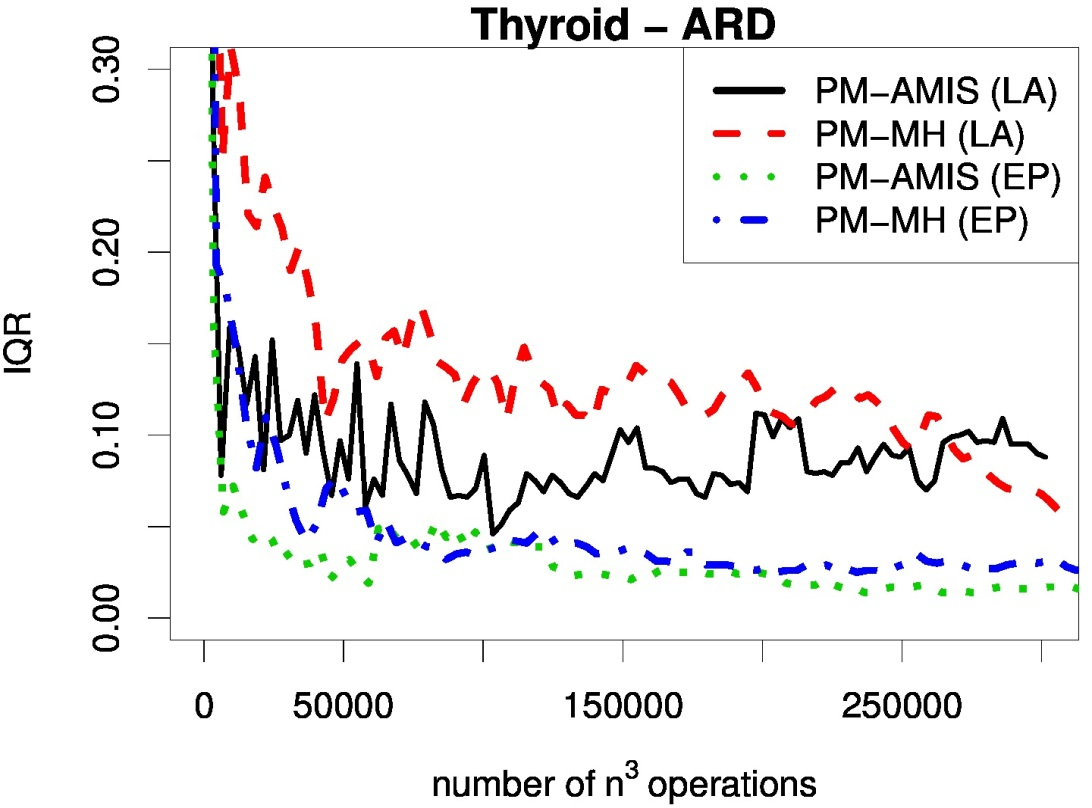 Thyroid − ARD
PM−AMIS (LA)
PM−MH (LA)
PM−AMIS (EP)
PM−MH (EP)
IQR
0.30
0.20
0.10
0.00
0 50000 150000 250000
number of n³ operations